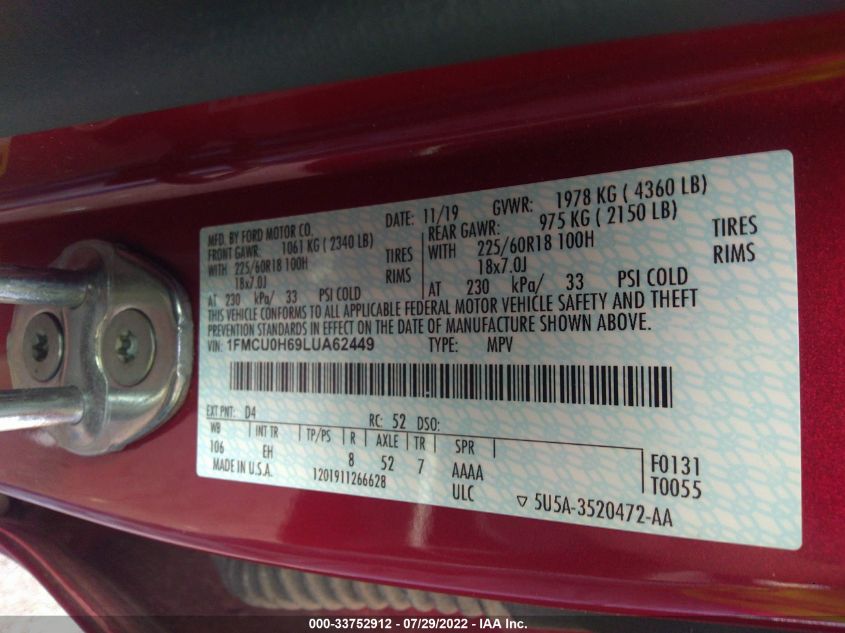 MFD. BY FORD MOTOR CO.
DATE: 11/19 GVWR: 1978 KG ( 4360 LB)
FRONT GAWR: 1061 KG ( 2340 LB)
REAR GAWR: 975 KG ( 2150 LB)
WITH 225/60R18 100H TIRES
WITH 225/60R18 100H TIRES
18x7.0J RIMS
18x7.0J RIMS
AT 230 kPa/ 33 PSI COLD
AT 230 kPa/ 33 PSI COLD
THIS VEHICLE CONFORMS TO ALL APPLICABLE FEDERAL MOTOR VEHICLE SAFETY AND THEFT
PREVENTION STANDARDS IN EFFECT ON THE DATE OF MANUFACTURE SHOWN ABOVE.
VIN: 1FMCU0H69LUA62449 TYPE: MPV
EXT PNT: D4 RC: 52 DSO:
WB INT TR TP/PS R AXLE TR SPR
106 EH 8 52 7 AAAA F0131
MADE IN U.S.A. 1201911266628 ULC T0055
5U5A-3520472-AA
000-33752912 - 07/29/2022 - IAA Inc.